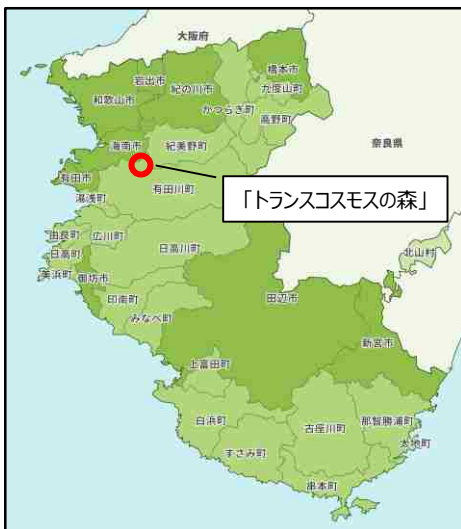 大阪府
橋本市
岩出市
紀の川市
九度山町
和歌山市
かつらぎ町
高野町
海南市
紀美野町
奈良県
有田市
有田川町
湯浅町
「トランスコスモスの森」
由良町
広川町
日高川町
北山村
日高町
美浜町
御坊市
印南町
田辺市
みなべ町
新宮市
上富田町
白浜町
古座川町
那智勝浦町
太地町
すさみ町
串本町